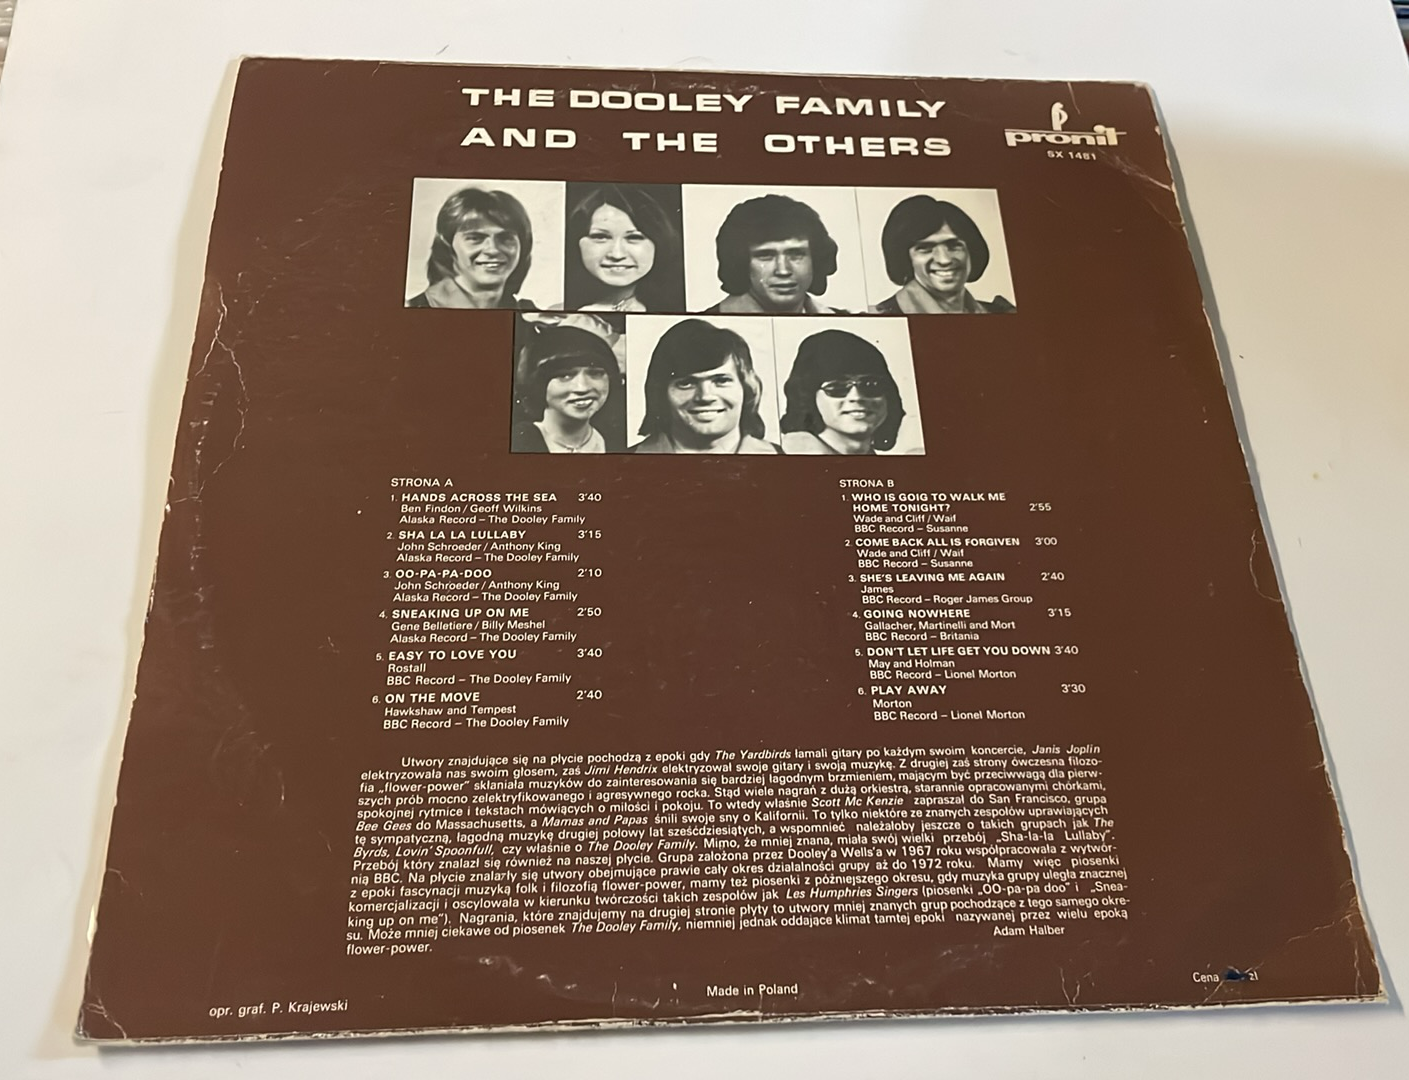 THE DOOLEY FAMILY
AND THE OTHERS
pronit
SX 1481
STRONA A
1. HANDS ACROSS THE SEA 3'40
Ben Findon / Geoff Wilkins
Alaska Record – The Dooley Family
2. SHA LA LA LULLABY 3'15
John Schroeder / Anthony King
Alaska Record – The Dooley Family
3. OO-PA-PA-DOO 2'10
John Schroeder / Anthony King
Alaska Record – The Dooley Family
4. SNEAKING UP ON ME 2'50
Gene Belletiere / Billy Meshel
Alaska Record – The Dooley Family
5. EASY TO LOVE YOU 3'40
Rostall
BBC Record – The Dooley Family
6. ON THE MOVE 2'40
Hawkshaw and Tempest
BBC Record – The Dooley Family
STRONA B
1. WHO IS GOIG TO WALK ME
HOME TONIGHT? 2'55
Wade and Cliff / Waif
BBC Record – Susanne
2. COME BACK ALL IS FORGIVEN 3'00
Wade and Cliff / Waif
BBC Record – Susanne
3. SHE'S LEAVING ME AGAIN 2'40
James
BBC Record – Roger James Group
4. GOING NOWHERE 3'15
Gallacher, Martinelli and Mort
BBC Record – Britania
5. DON'T LET LIFE GET YOU DOWN 3'40
May and Holman
BBC Record – Lionel Morton
6. PLAY AWAY 3'30
Morton
BBC Record – Lionel Morton
Utwory znajdujące się na płycie pochodzą z epoki gdy The Yardbirds łamali gitary po każdym swoim koncercie, Janis Joplin
elektryzowała nas swoim głosem, zaś Jimi Hendrix elektryzował swoje gitary i swoją muzykę. Z drugiej zaś strony ówczesna filozo-
fia „flower-power" skłaniała muzyków do zainteresowania się bardziej łagodnym brzmieniem, mającym być przeciwwagą dla pierw-
szych prób mocno zelektryfikowanego i agresywnego rocka. Stąd wiele nagrań z dużą orkiestrą, starannie opracowanymi chórkami,
spokojnej rytmice i tekstach mówiących o miłości i pokoju. To wtedy właśnie Scott Mc Kenzie zapraszał do San Francisco, grupa
Bee Gees do Massachusetts, a Mamas and Papas śnili swoje sny o Kalifornii. To tylko niektóre ze znanych zespołów uprawiających
tę sympatyczną, łagodną muzykę drugiej połowy lat sześćdziesiątych, a wspomnieć należałoby jeszcze o takich grupach jak The
Byrds, Lovin' Spoonfull, czy właśnie o The Dooley Family. Mimo, że mniej znana, miała swój wielki przebój „Sha-la-la Lullaby".
Przebój który znalazł się również na naszej płycie. Grupa założona przez Dooley'a Wells'a w 1967 roku współpracowała z wytwór-
nią BBC. Na płycie znalazły się utwory obejmujące prawie cały okres działalności grupy aż do 1972 roku. Mamy więc piosenki
z epoki fascynacji muzyką folk i filozofią flower-power, mamy też piosenki z późniejszego okresu, gdy muzyka grupy uległa znacznej
komercjalizacji i oscylowała w kierunku twórczości takich zespołów jak Les Humphries Singers (piosenki „OO-pa-pa doo" i „Snea-
king up on me"). Nagrania, które znajdujemy na drugiej stronie płyty to utwory mniej znanych grup pochodzące z tego samego okre-
su. Może mniej ciekawe od piosenek The Dooley Family, niemniej jednak oddające klimat tamtej epoki nazywanej przez wielu epoką
flower-power.
Adam Halber
opr. graf. P. Krajewski
Made in Poland
Cena zł